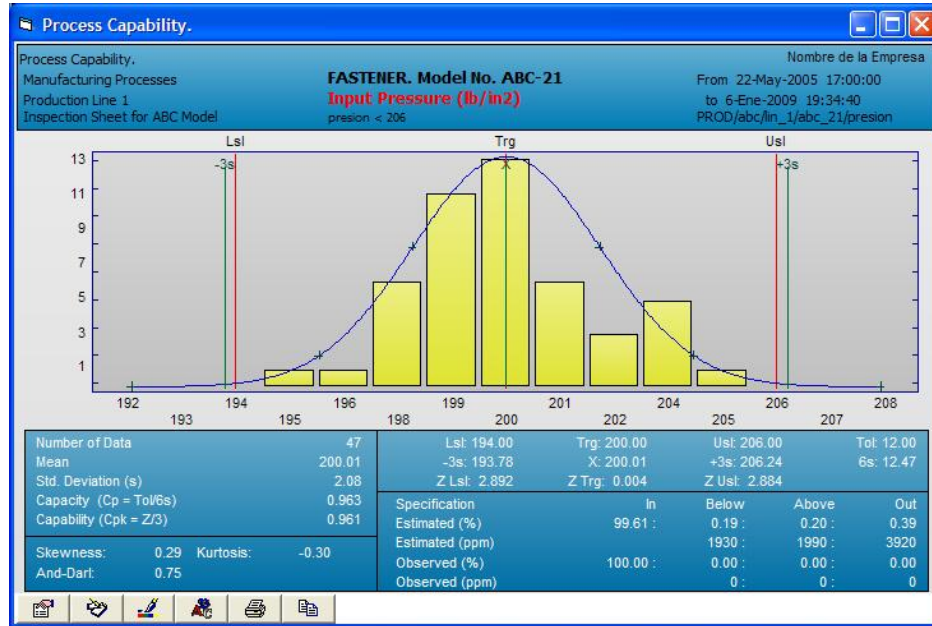 Process Capability.
Process Capability.
Nombre de la Empresa
Manufacturing Processes
FASTENER. Model No. ABC-21
From 22-May-2005 17:00:00
Production Line 1
Input Pressure (lb/in2)
to 6-Ene-2009 19:34:40
Inspection Sheet for ABC Model
presion < 206
PROD/abc/lin_1/abc_21/presion
Lsl Trg Usl
-3s X +3s
13
11
9
7
5
3
1
192 194 196 199 201 204 206 208
193 195 198 200 202 205 207
Number of Data 47
Mean 200.01
Std. Deviation (s) 2.08
Capacity (Cp = Tol/6s) 0.963
Capability (Cpk = Z/3) 0.961
Skewness: 0.29 Kurtosis: -0.30
And-Darl: 0.75
Lsl: 194.00 Trg: 200.00 Usl: 206.00 Tol: 12.00
-3s: 193.78 X: 200.01 +3s: 206.24 6s: 12.47
Z Lsl: 2.892 Z Trg: 0.004 Z Usl: 2.884
Specification In Below Above Out
Estimated (%) 99.61 : 0.19 : 0.20 : 0.39
Estimated (ppm) 1930 : 1990 : 3920
Observed (%) 100.00 : 0.00 : 0.00 : 0.00
Observed (ppm) 0 : 0 : 0